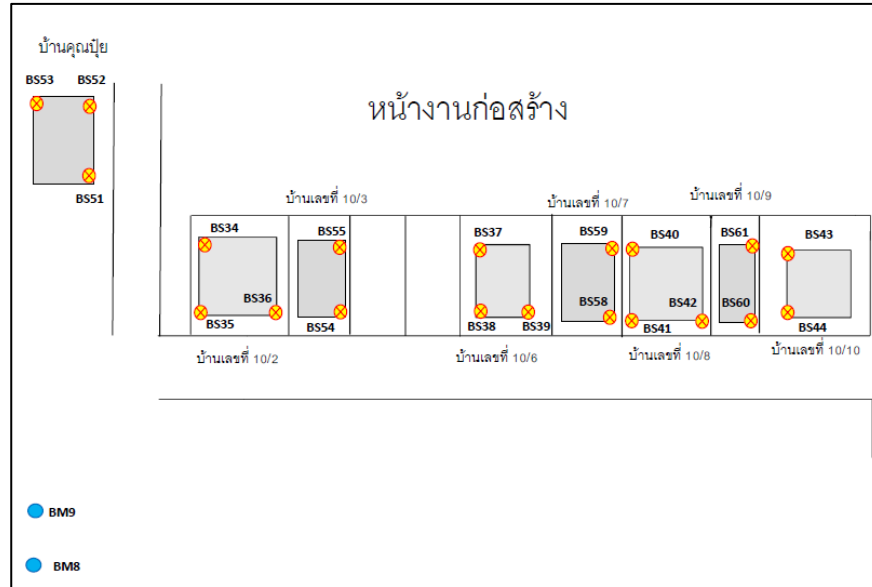 บ้านคุณปุ้ย
BS53 BS52
BS51
หน้างานก่อสร้าง
บ้านเลขที่ 10/3
บ้านเลขที่ 10/7
บ้านเลขที่ 10/9
BS34
BS55
BS37
BS59
BS40
BS61
BS43
BS36
BS58
BS42
BS60
BS35
BS54
BS38
BS39
BS41
BS44
บ้านเลขที่ 10/2
บ้านเลขที่ 10/6
บ้านเลขที่ 10/8
บ้านเลขที่ 10/10
BM9
BM8